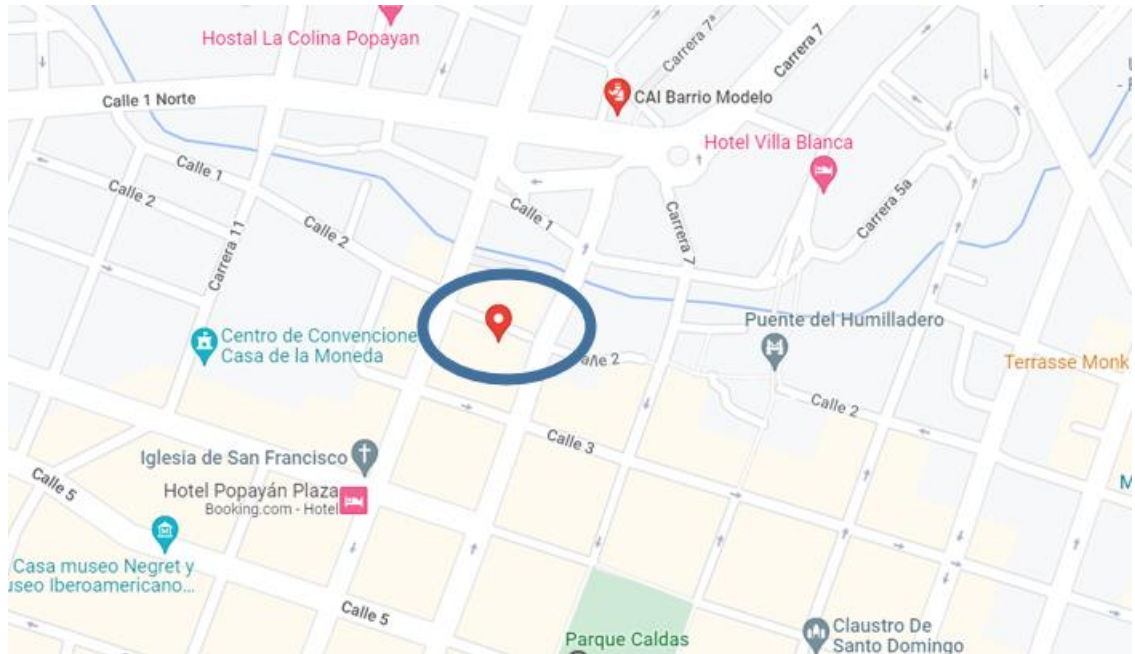 Hostal La Colina Popayan
Carrera 7ª
Carrera 7
Calle 1 Norte
CAI Barrio Modelo
Hotel Villa Blanca
Calle 1
Calle 2
Calle 2
Carrera 11
Calle 1
Carrera 7
Carrera 5a
Centro de Convencione
Casa de la Moneda
Puente del Humilladero
alle 2
Terrasse Monk
Calle 2
Calle 3
Iglesia de San Francisco
Hotel Popayán Plaza
Booking.com - Hotel
Calle 5
M
Casa museo Negret y
useo Iberoamericano...
Calle 5
Parque Caldas
Claustro De
Santo Domingo